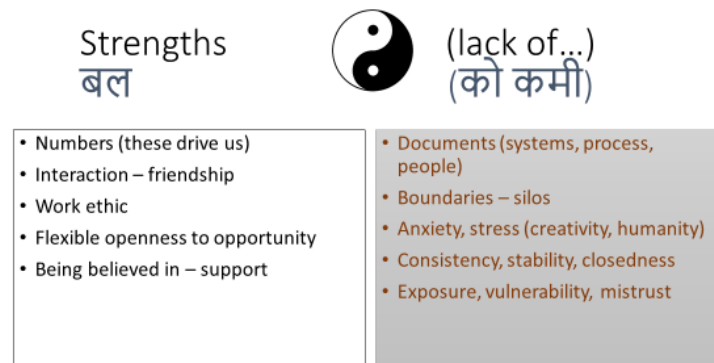 Strengths
बल
(lack of…)
(को कमी)
• Numbers (these drive us)
• Interaction – friendship
• Work ethic
• Flexible openness to opportunity
• Being believed in – support
• Documents (systems, process,
people)
• Boundaries – silos
• Anxiety, stress (creativity, humanity)
• Consistency, stability, closedness
• Exposure, vulnerability, mistrust